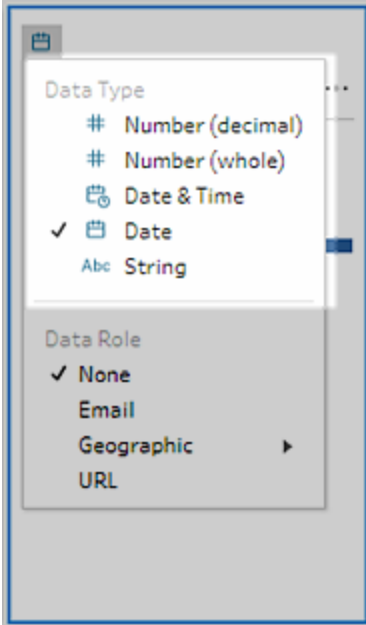 Data Type
# Number (decimal)
# Number (whole)
Date & Time
✓ Date
Abc String
Data Role
✓ None
Email
Geographic
URL